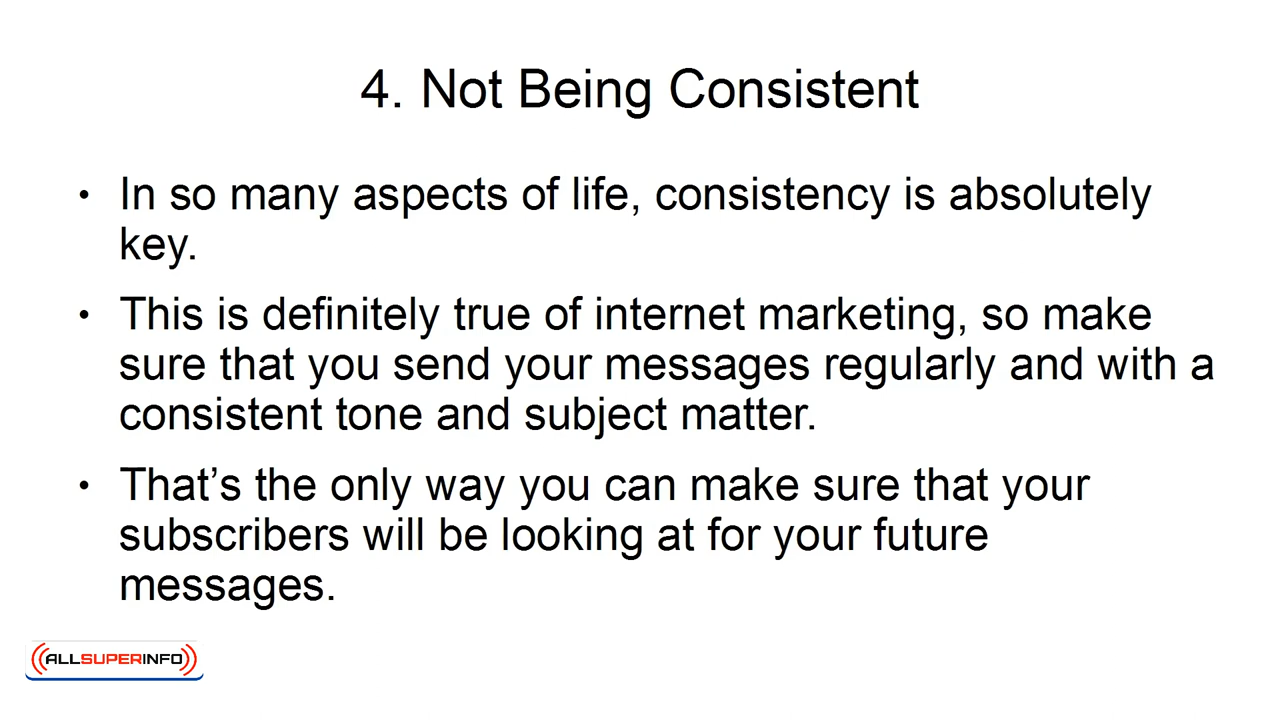 4. Not Being Consistent
• In so many aspects of life, consistency is absolutely
key.
• This is definitely true of internet marketing, so make
sure that you send your messages regularly and with a
consistent tone and subject matter.
• That’s the only way you can make sure that your
subscribers will be looking at for your future
messages.
ALLSUPERINFO